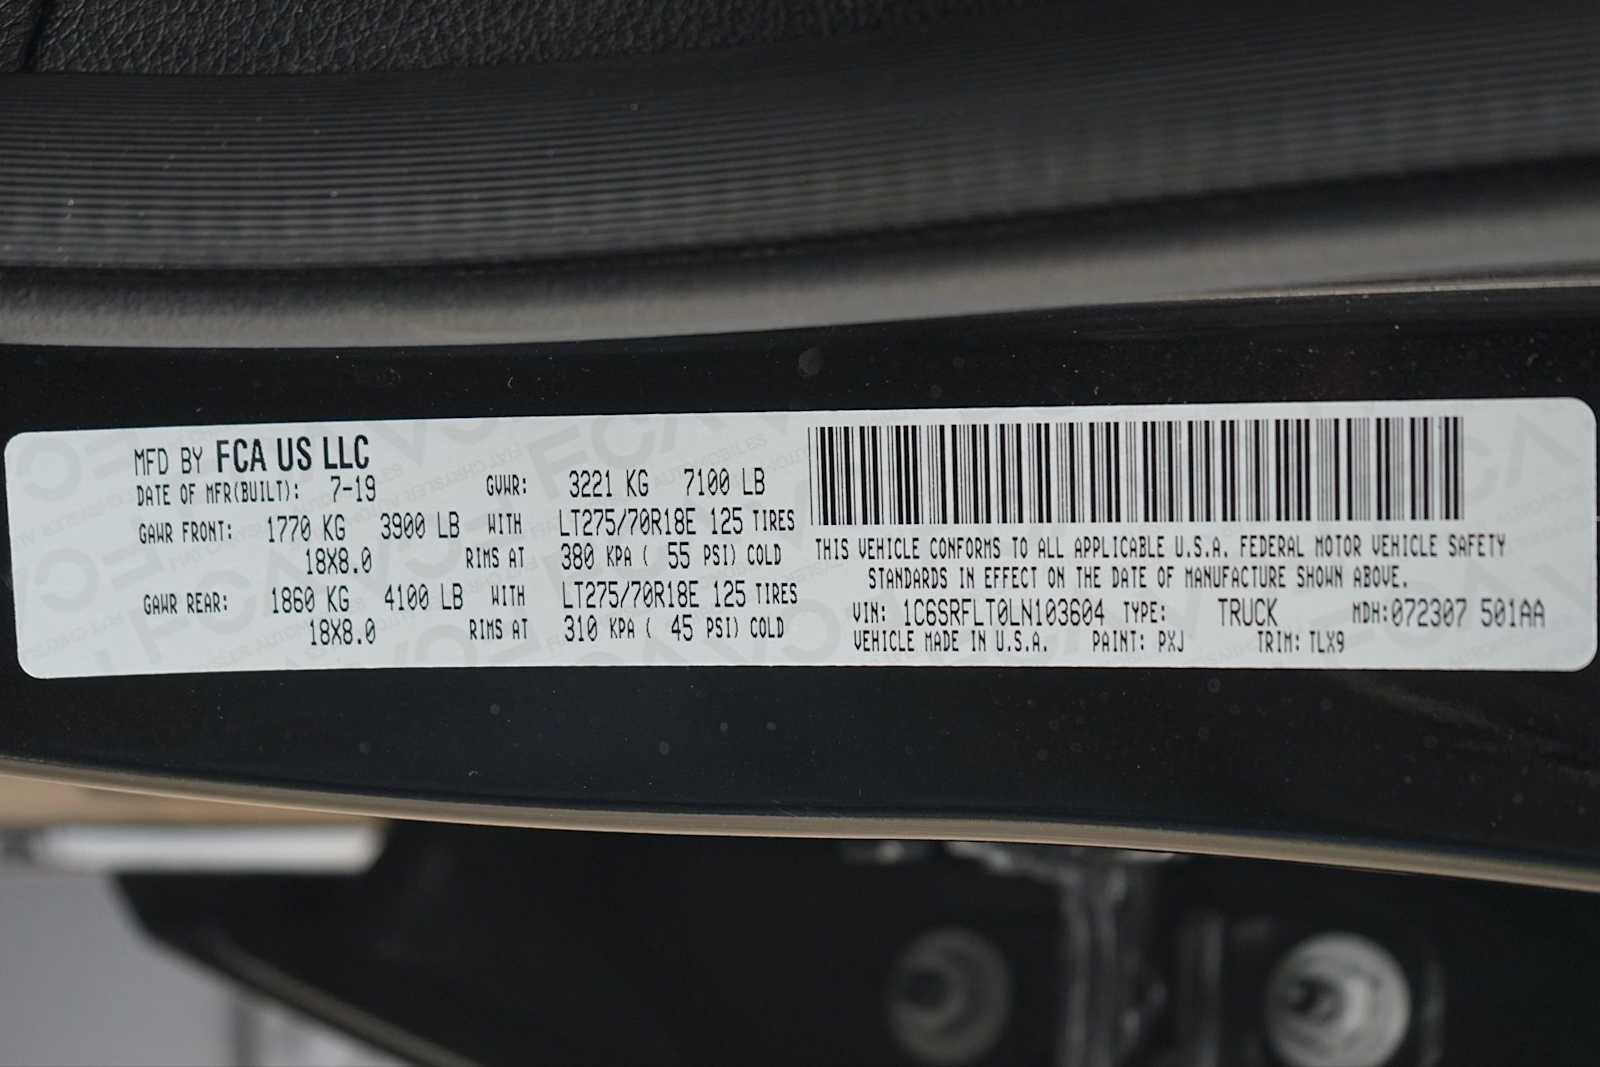 MFD BY FCA US LLC
DATE OF MFR(BUILT): 7-19 GVWR: 3221 KG 7100 LB
GAWR FRONT: 1770 KG 3900 LB WITH LT275/70R18E 125 TIRES
18X8.0 RIMS AT 380 KPA ( 55 PSI) COLD
GAWR REAR: 1860 KG 4100 LB WITH LT275/70R18E 125 TIRES
18X8.0 RIMS AT 310 KPA ( 45 PSI) COLD
THIS VEHICLE CONFORMS TO ALL APPLICABLE U.S.A. FEDERAL MOTOR VEHICLE SAFETY
STANDARDS IN EFFECT ON THE DATE OF MANUFACTURE SHOWN ABOVE.
VIN: 1C6SRFLT0LN103604 TYPE: TRUCK MDH:072307 501AA
VEHICLE MADE IN U.S.A. PAINT: PXJ TRIM: TLX9